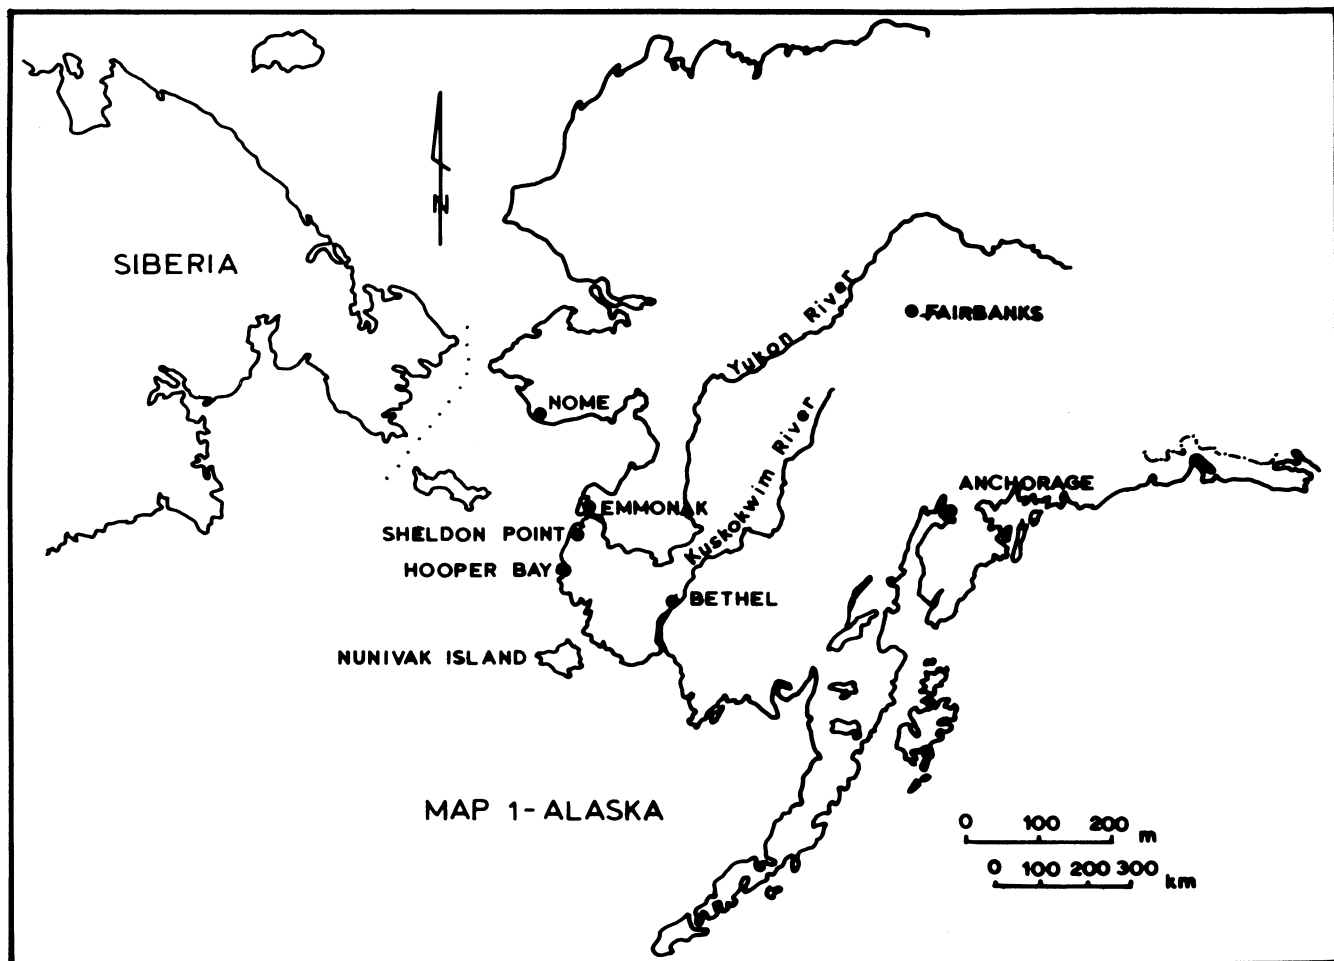 N
SIBERIA
Yukon River
FAIRBANKS
NOME
Kuskokwim River
ANCHORAGE
EMMONAK
SHELDON POINT
HOOPER BAY
BETHEL
NUNIVAK ISLAND
MAP 1-ALASKA
0 100 200 m
0 100 200 300 km